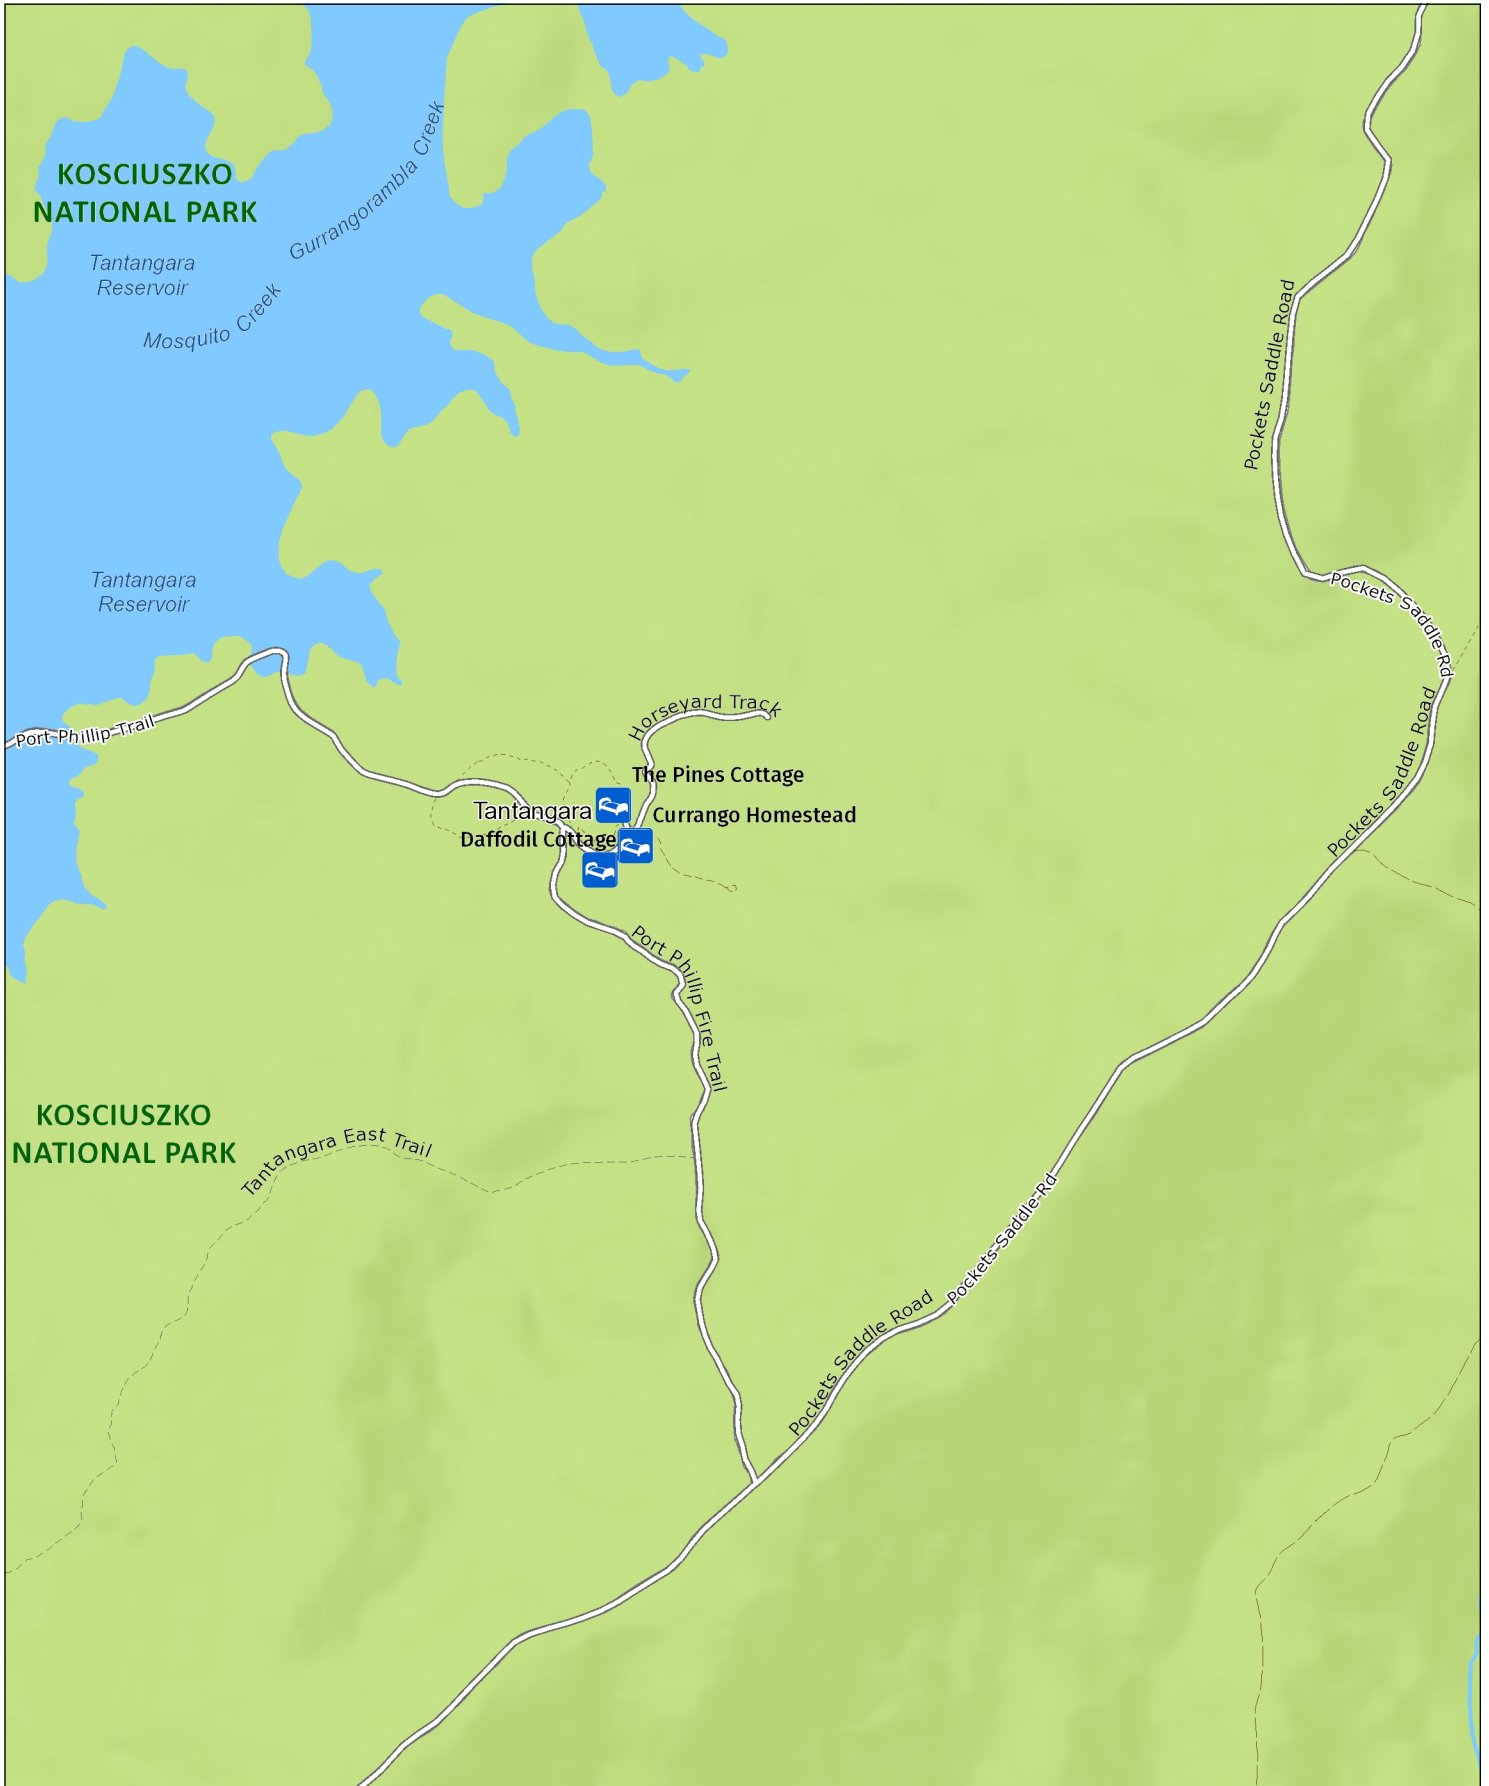 KOSCIUSZKO
NATIONAL PARK
Gurrangorambla Creek
Tantangara
Reservoir
Mosquito Creek
Pockets Saddle Road
Tantangara
Reservoir
Pockets Saddle Rd
Port Phillip Trail
Horseyard Track
Pockets Saddle Road
The Pines Cottage
Tantangara
Currango Homestead
Daffodil Cottage
Port Phillip Fire Trail
KOSCIUSZKO
NATIONAL PARK
Tantangara East Trail
Pockets-Saddle-Rd
Pockets Saddle Road